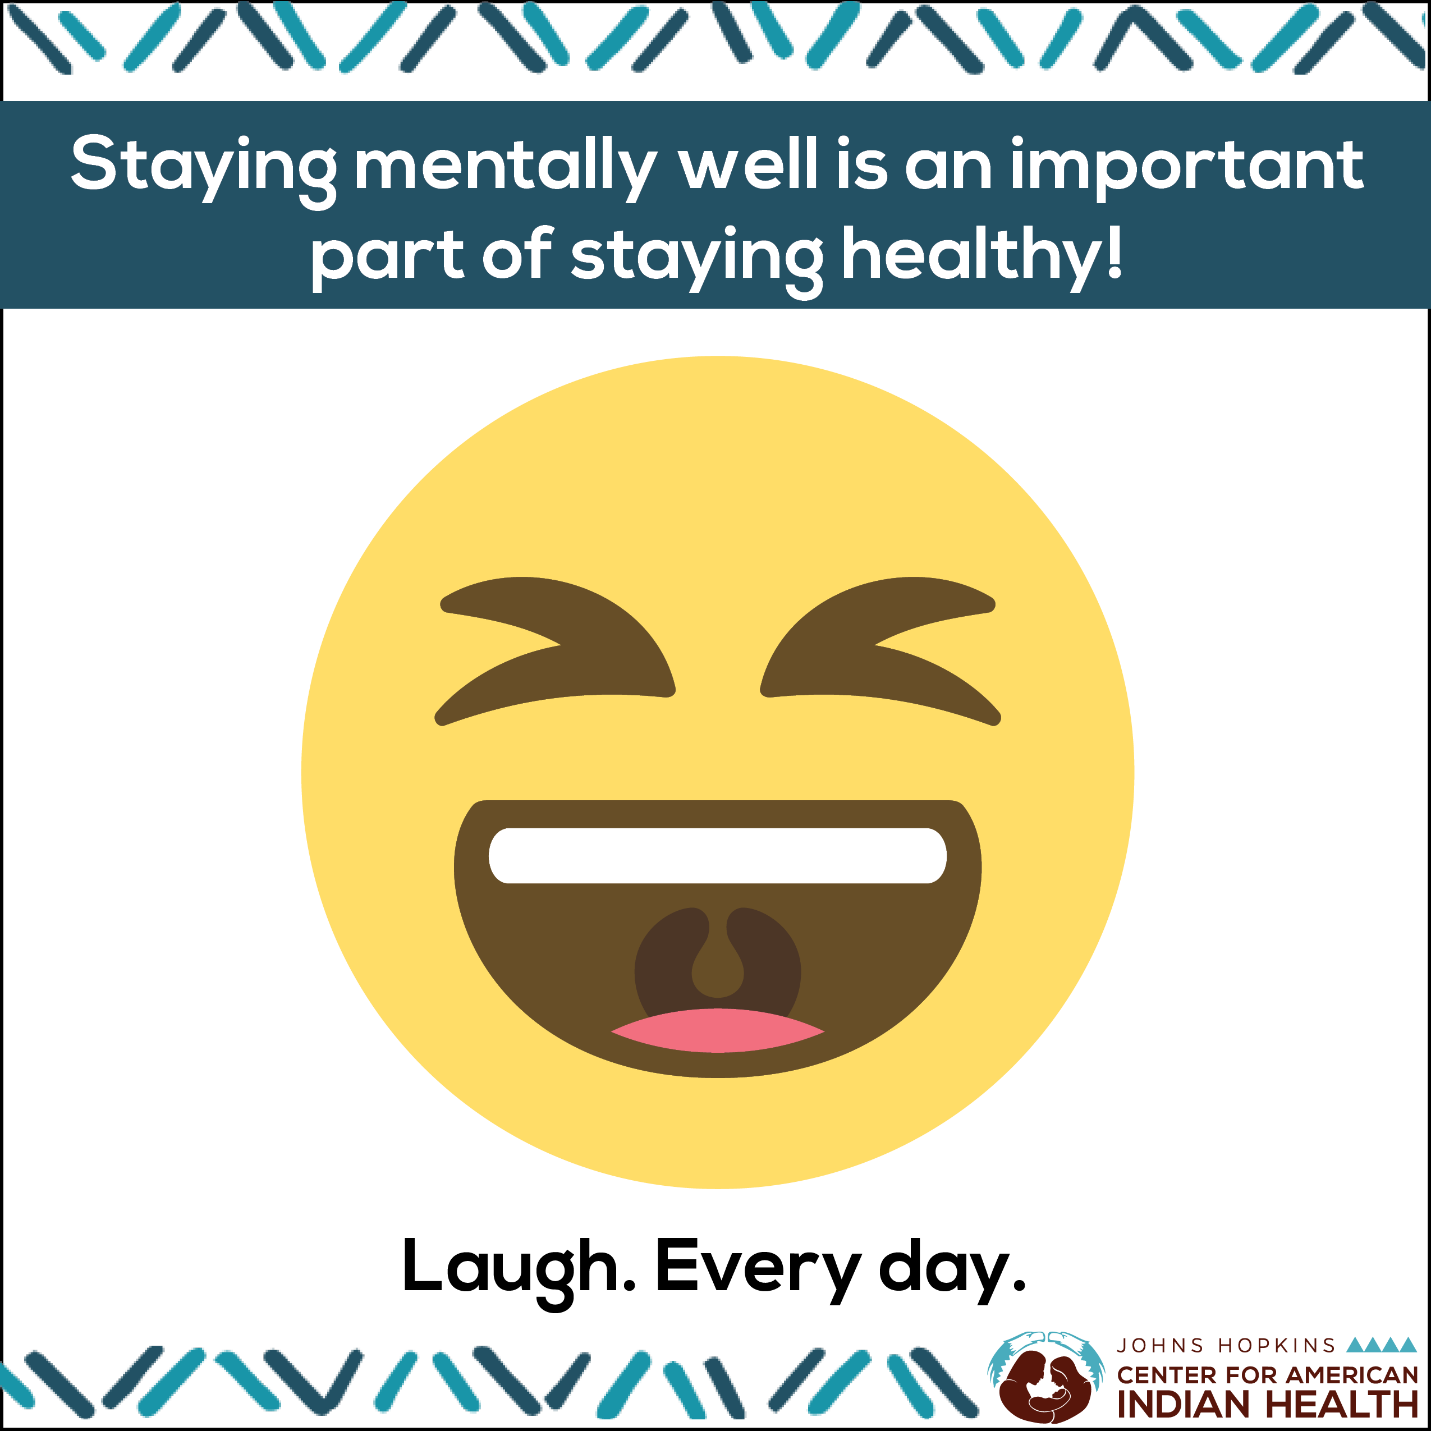 Staying mentally well is an important
part of staying healthy!
Laugh. Every day.
JOHNS HOPKINS
CENTER FOR AMERICAN
INDIAN HEALTH